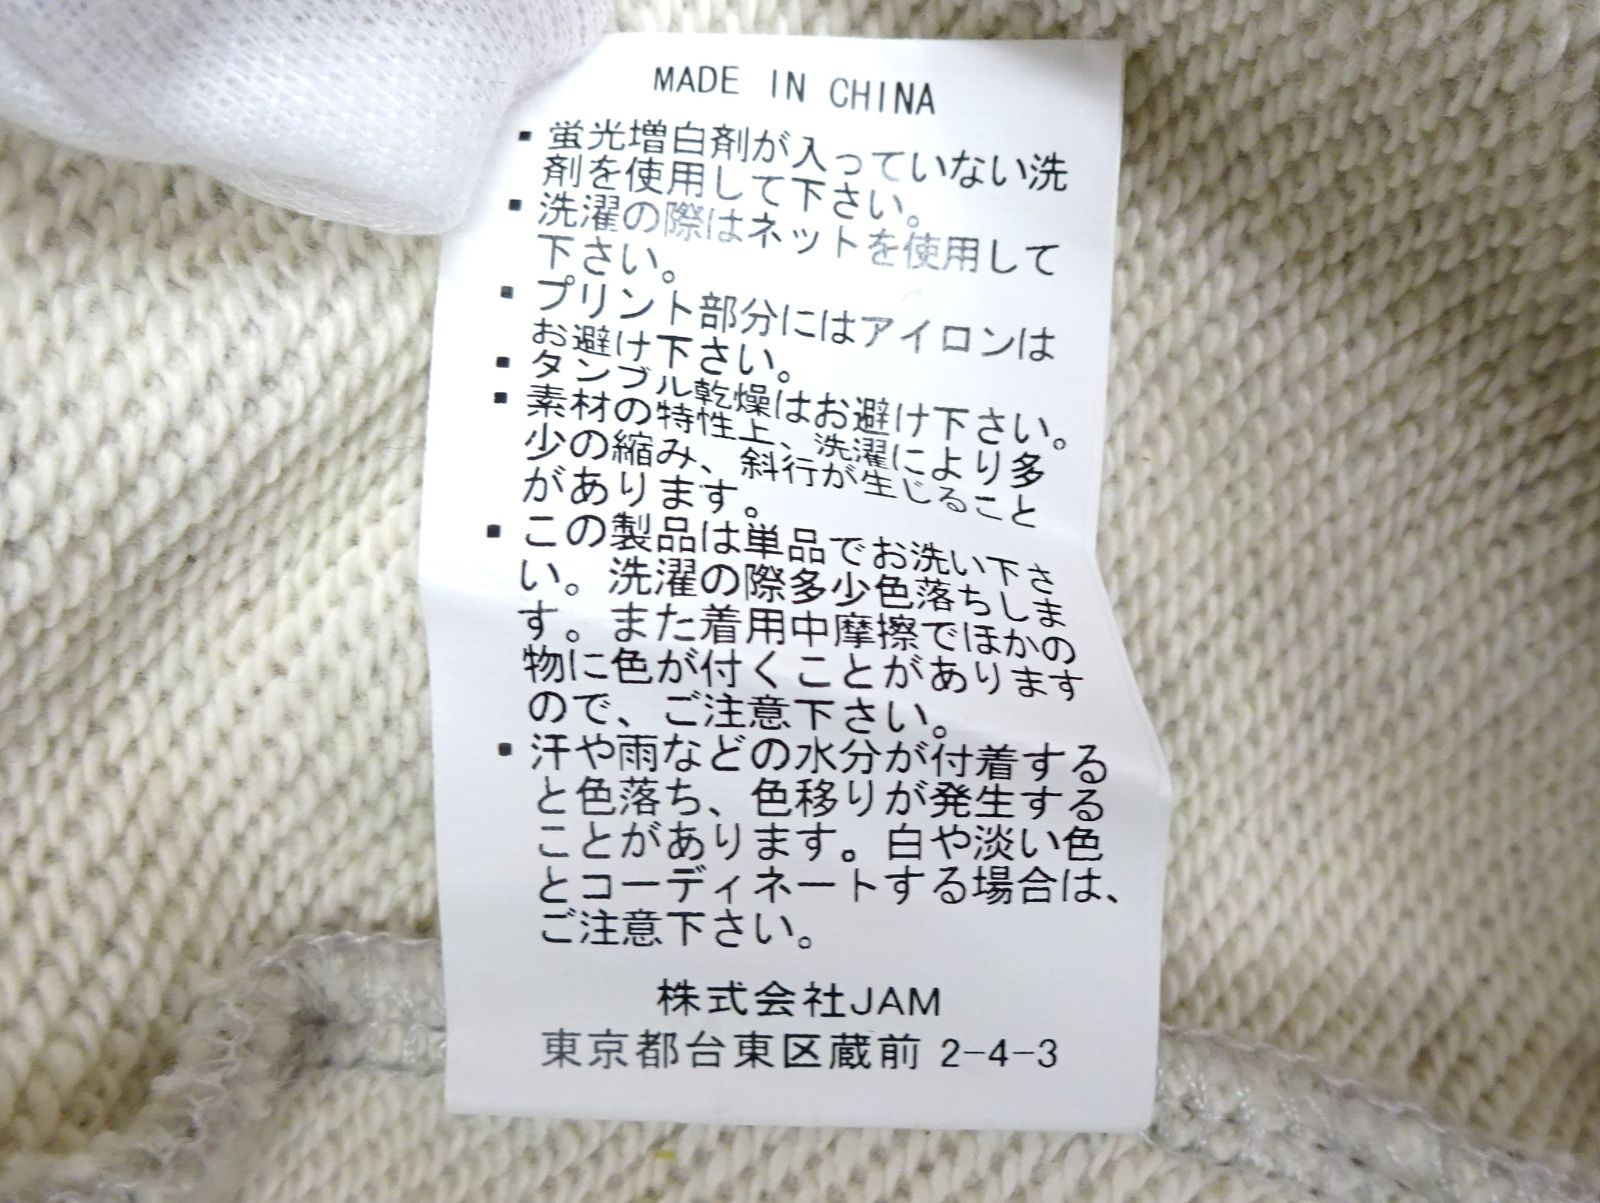 MADE IN CHINA
▪ 蛍光増白剤が入っていない洗
剤を使用して下さい。
▪ 洗濯の際はネットを使用して
下さい。
▪ プリント部分にはアイロンは
お避け下さい。
▪ タンブル乾燥はお避け下さい。
▪ 素材の特性上、洗濯により多
少の縮み、斜行が生じること
があります。
▪ この製品は単品でお洗い下さ
い。洗濯の際多少色落ちしま
す。また着用中摩擦でほかの
物に色が付くことがあります
ので、ご注意下さい。
▪ 汗や雨などの水分が付着する
と色落ち、色移りが発生する
ことがあります。白や淡い色
とコーディネートする場合は、
ご注意下さい。
株式会社JAM
東京都台東区蔵前 2-4-3